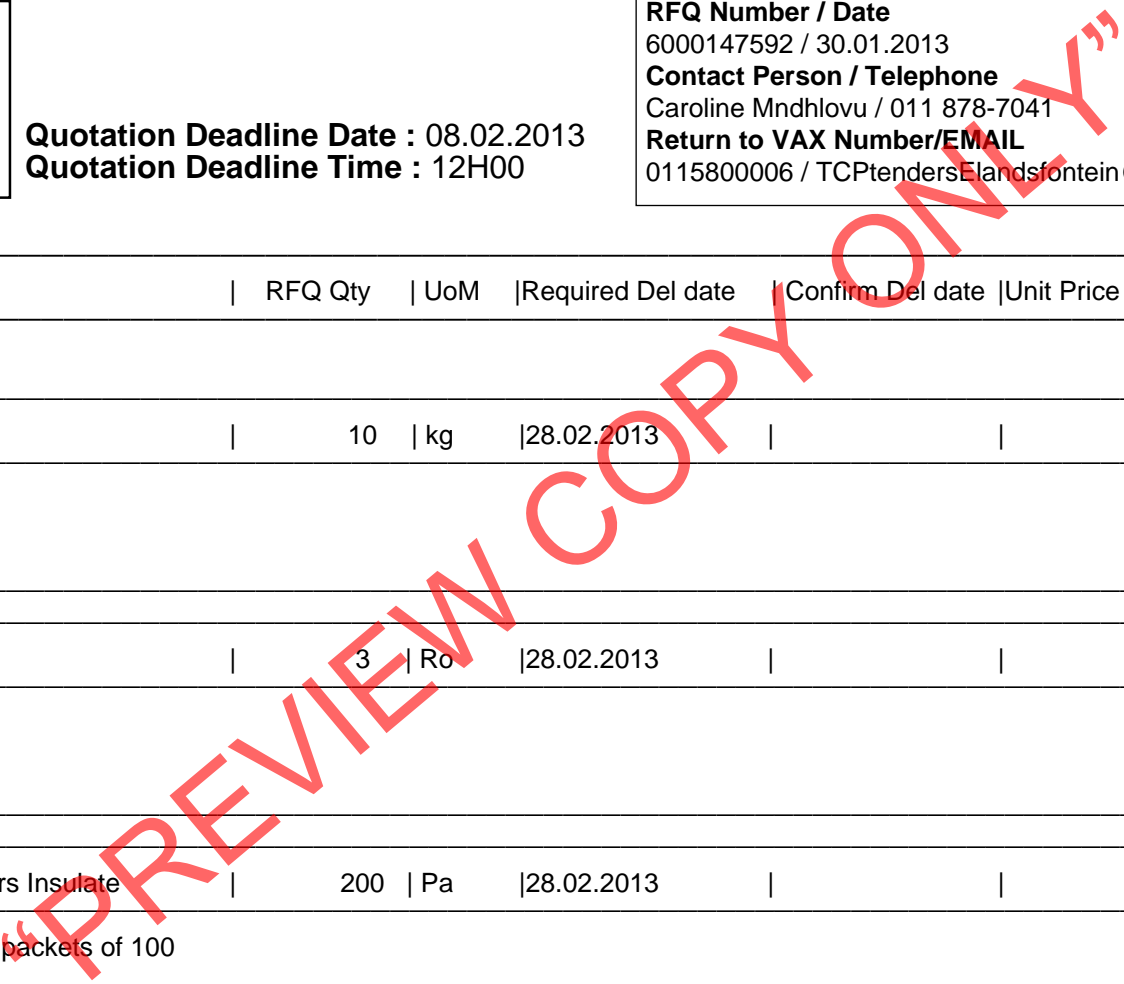 RFQ Number / Date
6000147592 / 30.01.2013
Contact Person / Telephone
Caroline Mndhlovu / 011 878-7041
Return to VAX Number/EMAIL
0115800006 / TCPtendersElandsfontein
Quotation Deadline Date : 08.02.2013
Quotation Deadline Time : 12H00
| RFQ Qty | UoM |Required Del date | Confirm Del date |Unit Price
| 10 | kg |28.02.2013 | |
| 3 | Ro |28.02.2013 | |
rs Insulate | 200 | Pa |28.02.2013 | |
packets of 100
“PREVIEW COPY ONLY”